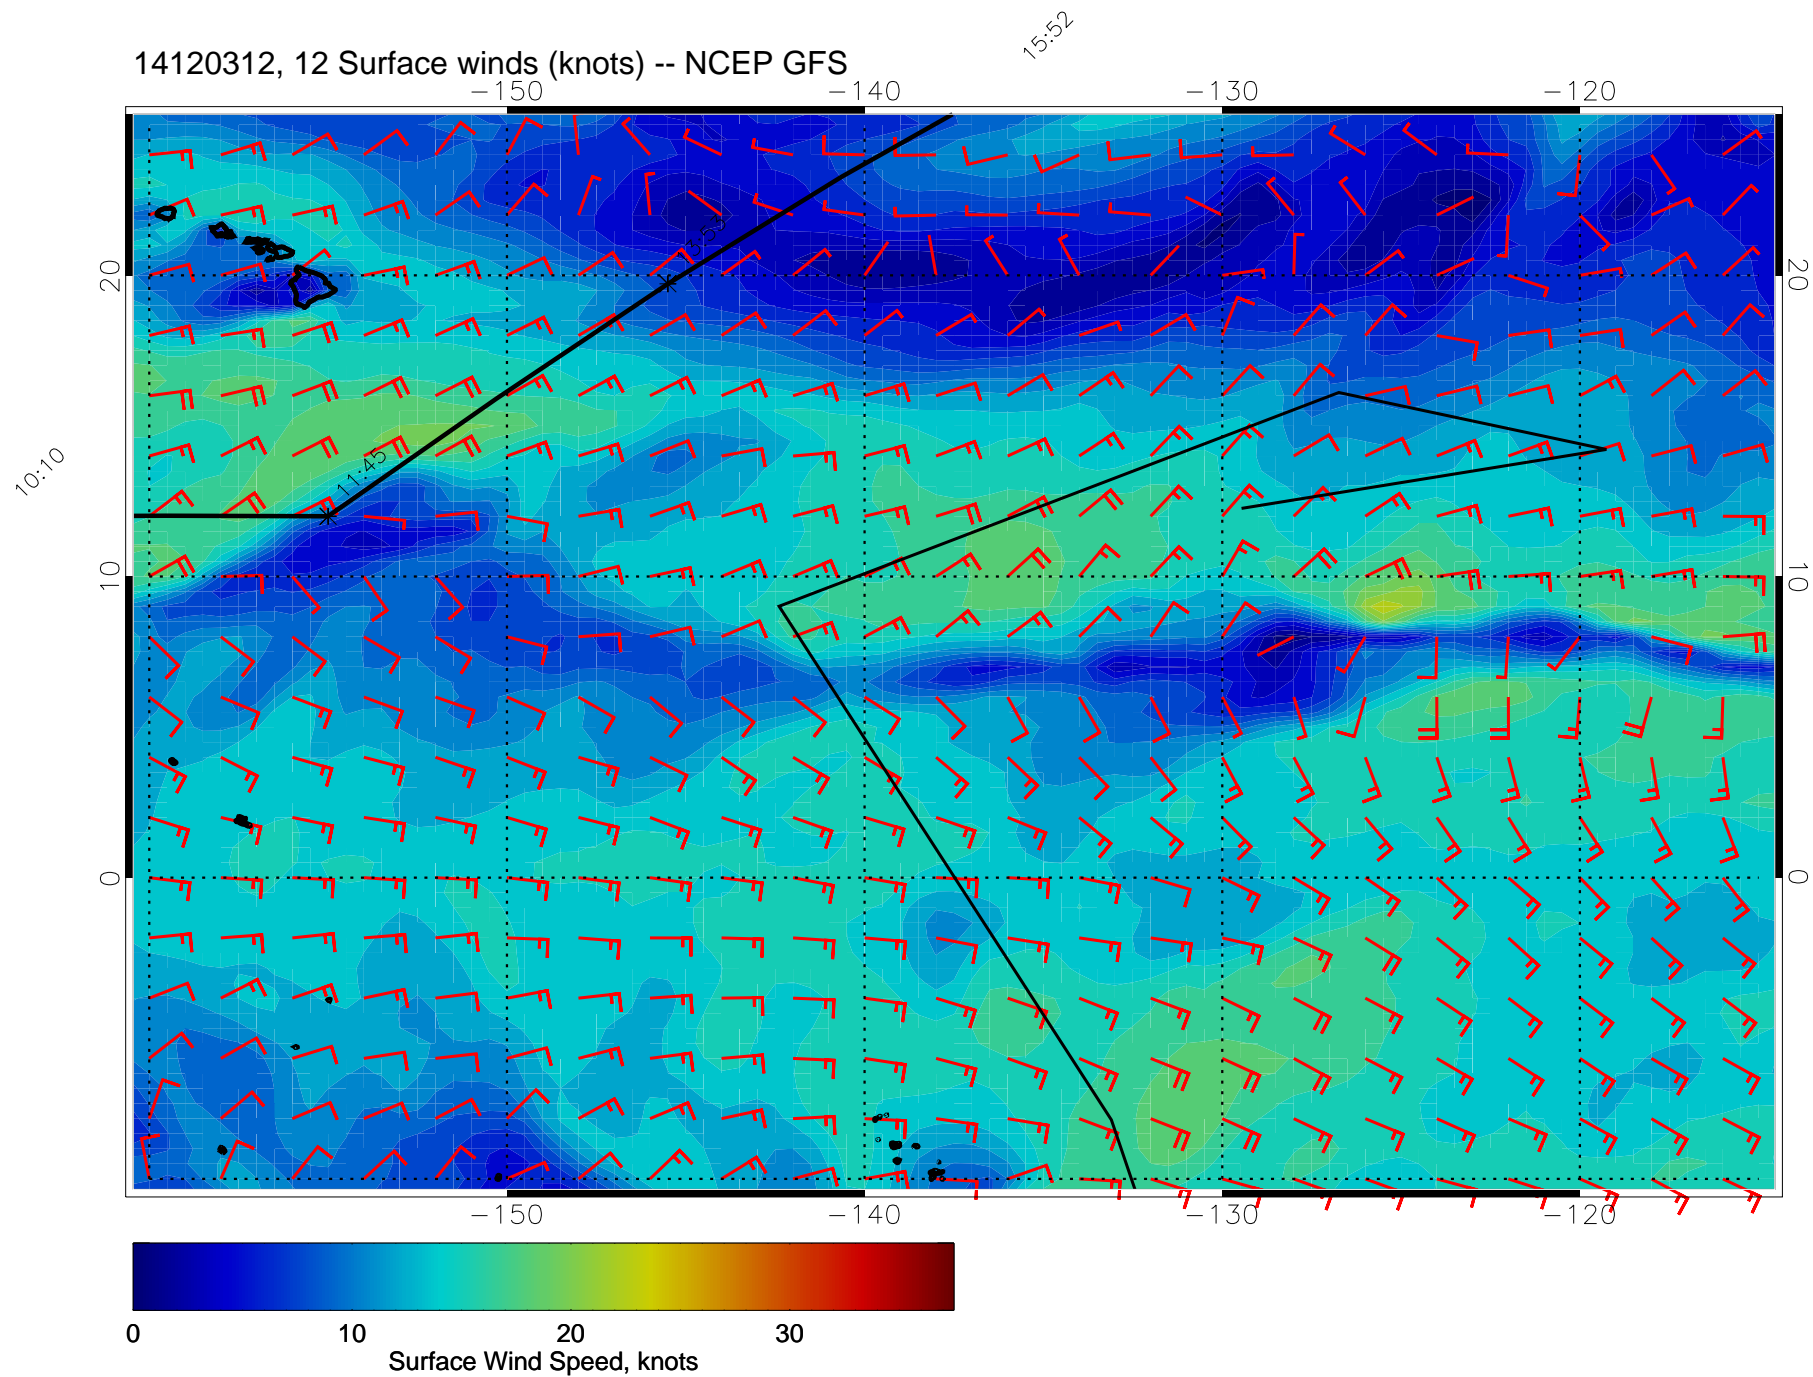 15:52
14120312, 12 Surface winds (knots) -- NCEP GFS
-150 -140 -130 -120
20 20
11:45
10:10
10 10
0 0
-150 -140 -130 -120
0 10 20 30
Surface Wind Speed, knots